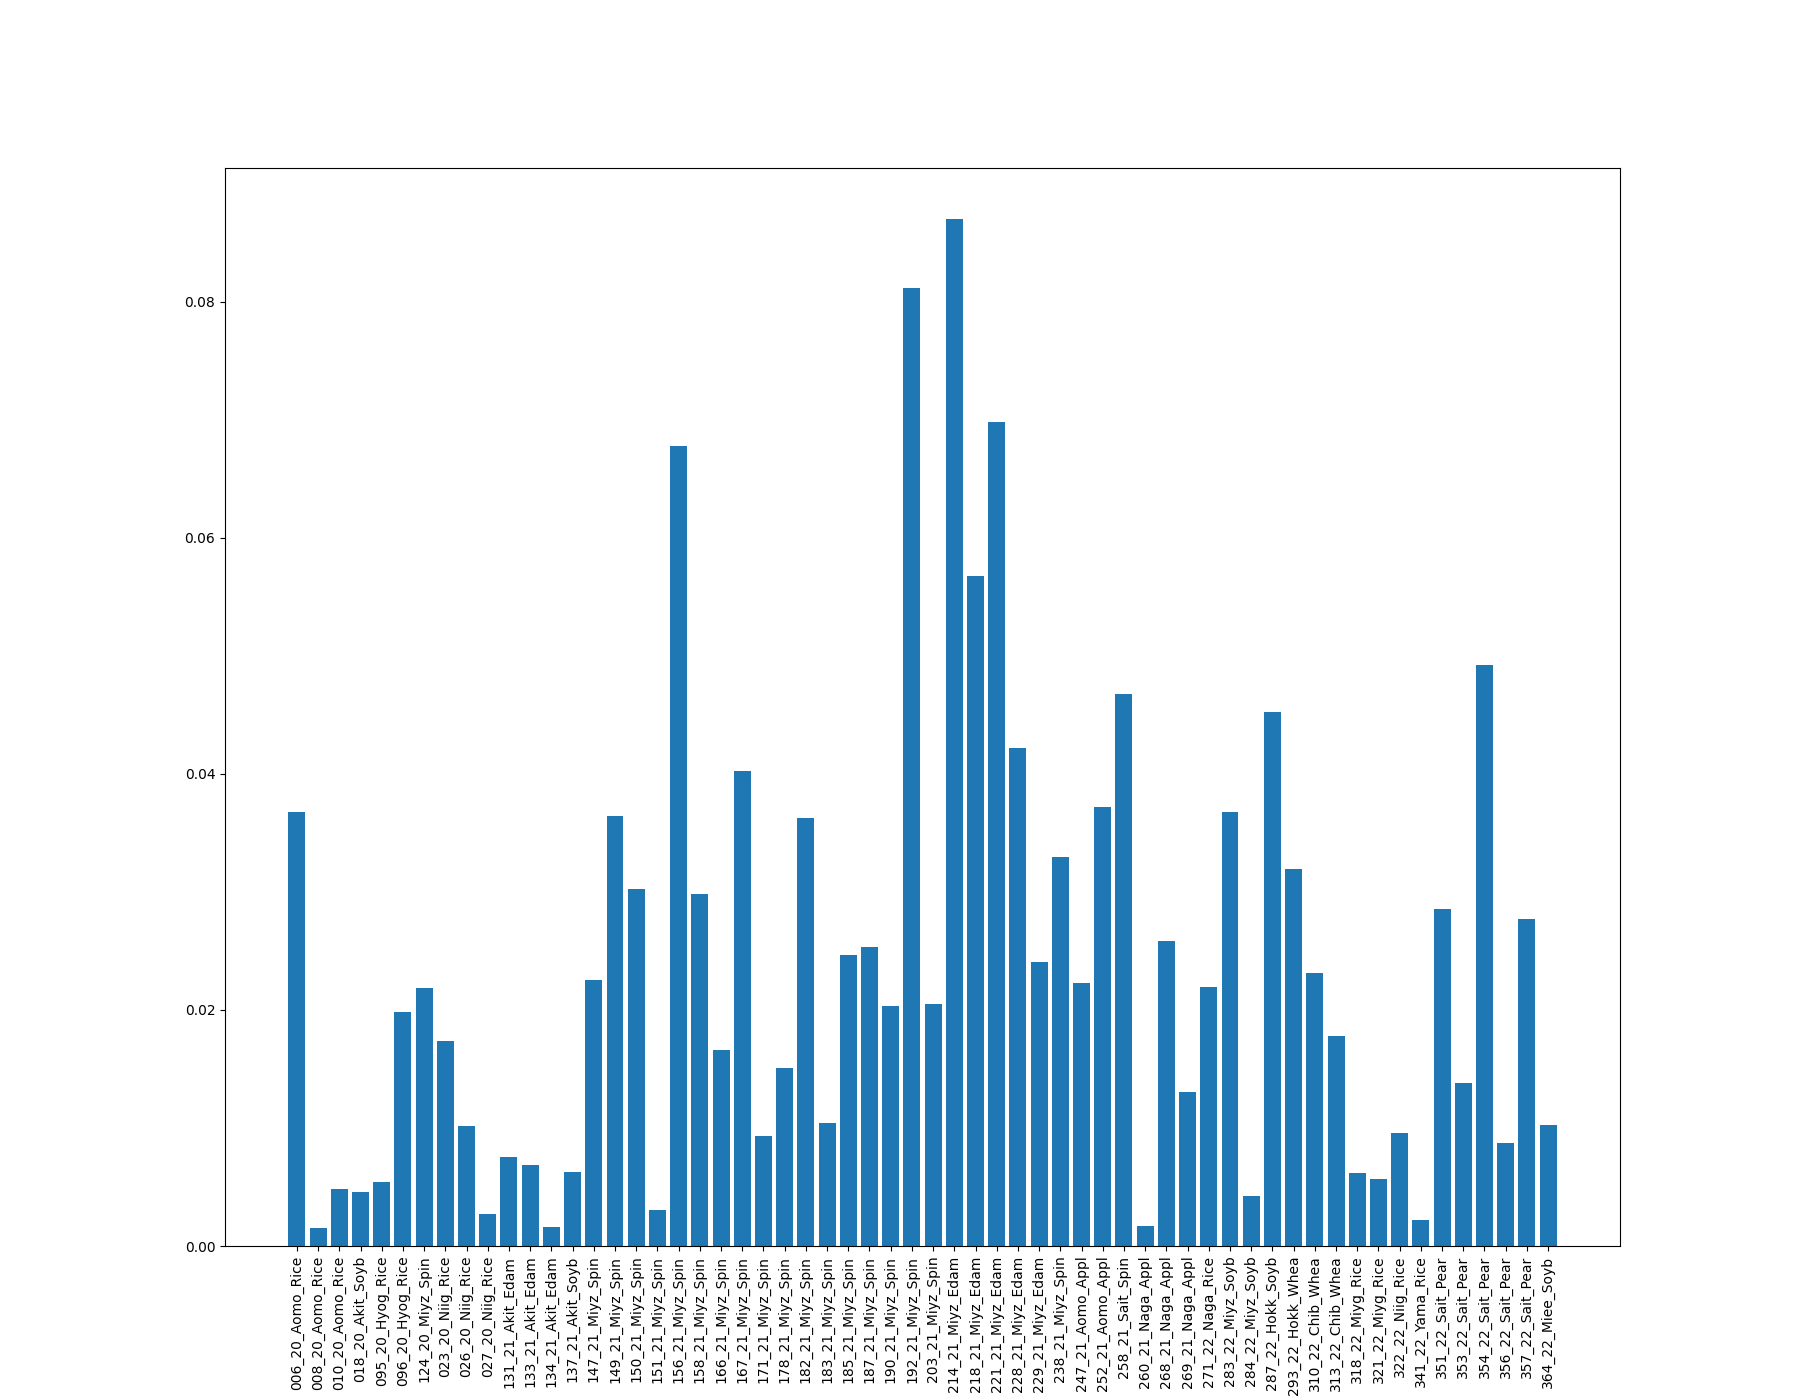 0.08
0.06
0.04
0.02
0.00
006_20_Aomo_Rice
008_20_Aomo_Rice
010_20_Aomo_Rice
018_20_Akit_Soyb
095_20_Hyog_Rice
096_20_Hyog_Rice
124_20_Miyz_Spin
023_20_Niig_Rice
026_20_Niig_Rice
027_20_Niig_Rice
131_21_Akit_Edam
133_21_Akit_Edam
134_21_Akit_Edam
137_21_Akit_Soyb
147_21_Miyz_Spin
149_21_Miyz_Spin
150_21_Miyz_Spin
151_21_Miyz_Spin
156_21_Miyz_Spin
158_21_Miyz_Spin
166_21_Miyz_Spin
167_21_Miyz_Spin
171_21_Miyz_Spin
178_21_Miyz_Spin
182_21_Miyz_Spin
183_21_Miyz_Spin
185_21_Miyz_Spin
187_21_Miyz_Spin
190_21_Miyz_Spin
192_21_Miyz_Spin
203_21_Miyz_Spin
214_21_Miyz_Edam
218_21_Miyz_Edam
221_21_Miyz_Edam
228_21_Miyz_Edam
229_21_Miyz_Edam
238_21_Miyz_Spin
247_21_Aomo_Appl
252_21_Aomo_Appl
258_21_Sait_Spin
260_21_Naga_Appl
268_21_Naga_Appl
269_21_Naga_Appl
271_22_Naga_Rice
283_22_Miyz_Soyb
284_22_Miyz_Soyb
287_22_Hokk_Soyb
293_22_Hokk_Whea
310_22_Chib_Whea
313_22_Chib_Whea
318_22_Miyg_Rice
321_22_Miyg_Rice
322_22_Niig_Rice
341_22_Yama_Rice
351_22_Sait_Pear
353_22_Sait_Pear
354_22_Sait_Pear
356_22_Sait_Pear
357_22_Sait_Pear
364_22_Miee_Soyb